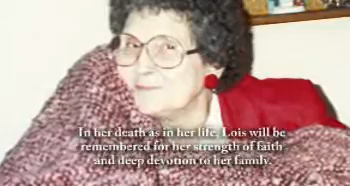 In her death as in her life, Lois will be
remembered for her strength of faith
and deep devotion to her family.